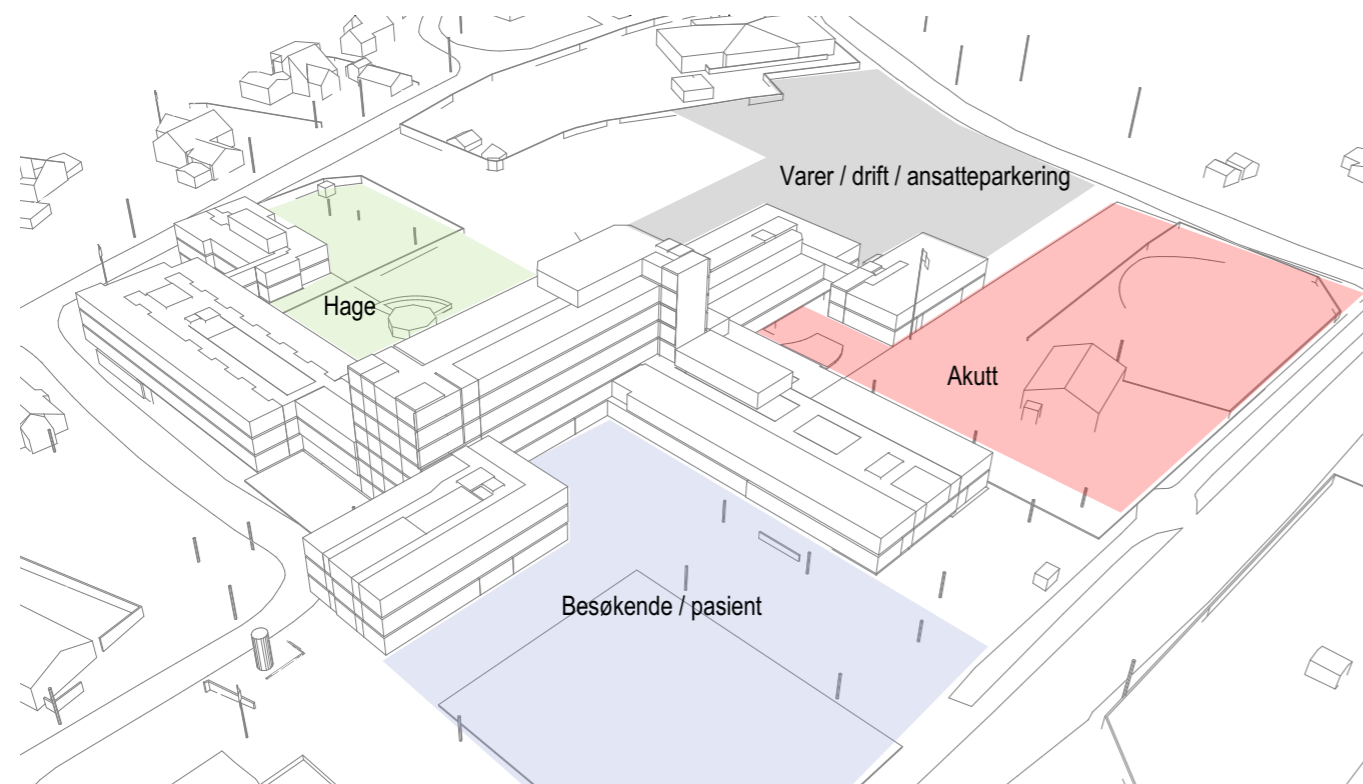 Varer / drift / ansatteparkering
Hage
Akutt
Besøkende / pasient